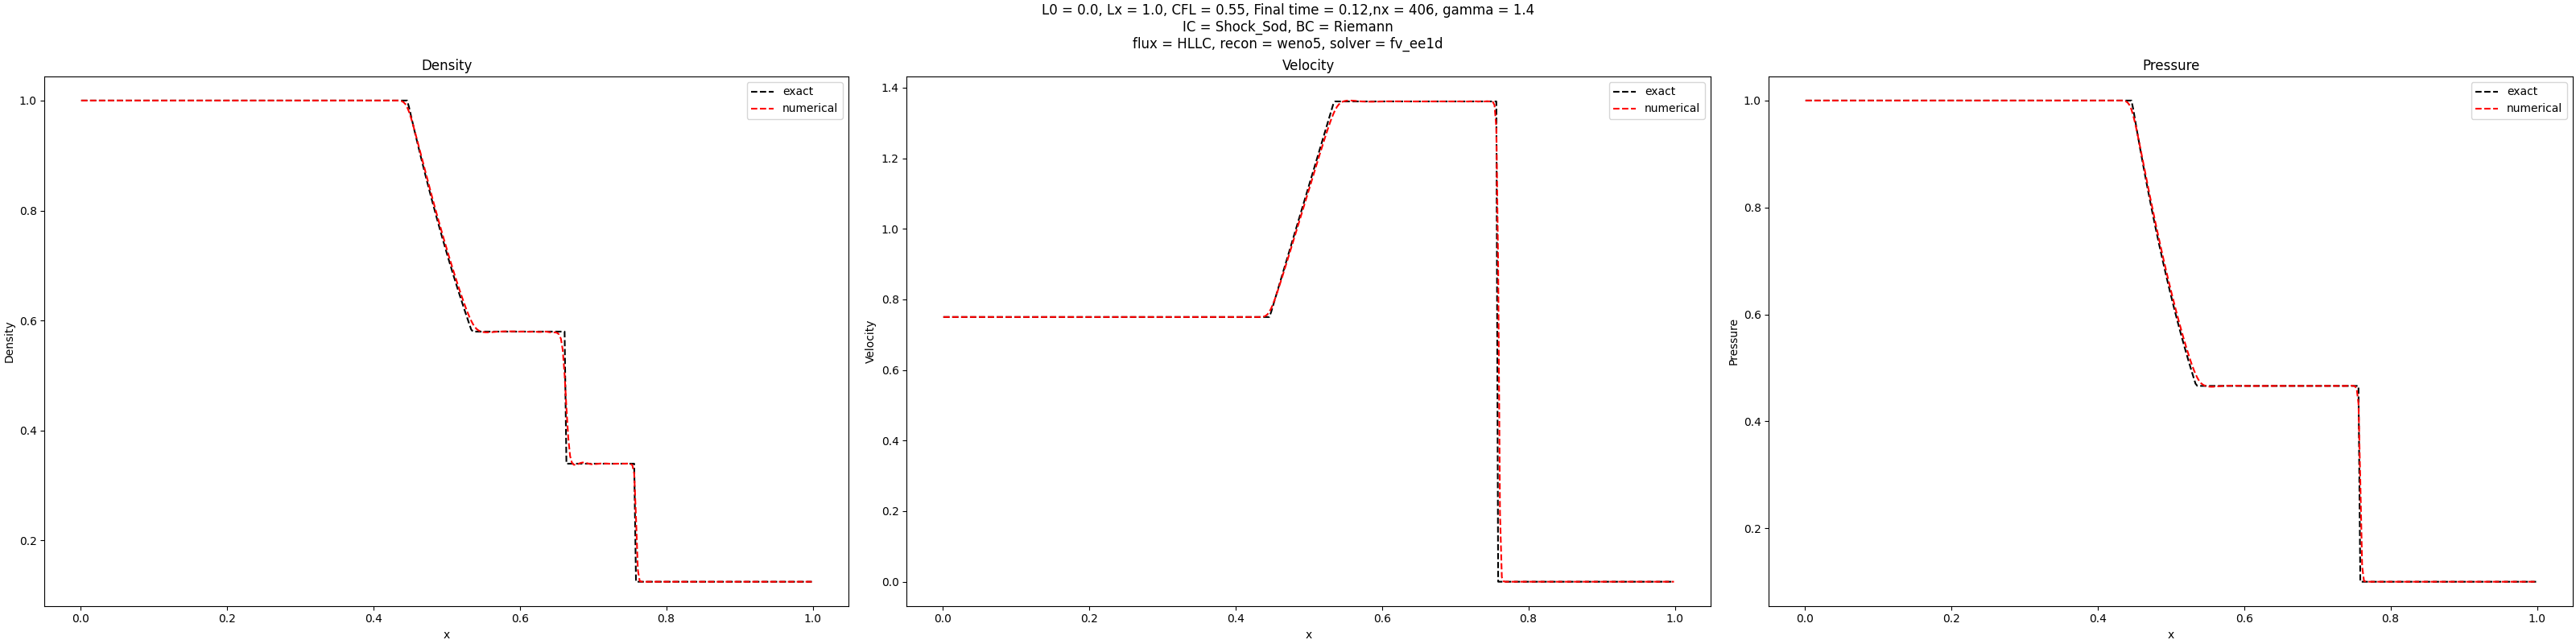 L0 = 0.0, Lx = 1.0, CFL = 0.55, Final time = 0.12,nx = 406, gamma = 1.4
IC = Shock_Sod, BC = Riemann
flux = HLLC, recon = weno5, solver = fv_ee1d
Density
exact
numerical
Density
1.0
0.8
0.6
0.4
0.2
0.0 0.2 0.4 0.6 0.8 1.0
x
Velocity
exact
numerical
Velocity
1.4
1.2
1.0
0.8
0.6
0.4
0.2
0.0
0.0 0.2 0.4 0.6 0.8 1.0
x
Pressure
exact
numerical
Pressure
1.0
0.8
0.6
0.4
0.2
0.0 0.2 0.4 0.6 0.8 1.0
x